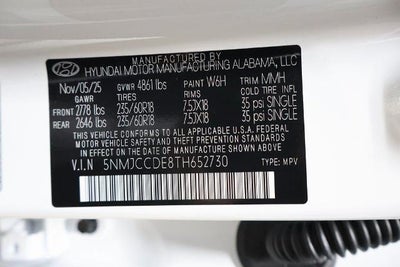 MANUFACTURED BY
HYUNDAI MOTOR MANUFACTURING ALABAMA, LLC
Nov/05/25 GVWR 4861 lbs PAINT W6H TRIM MMH
GAWR TIRES RIMS COLD TIRE INFL
FRONT 2778 lbs 235/60R18 7.5JX18 35 psi SINGLE
REAR 2646 lbs 235/60R18 7.5JX18 35 psi SINGLE
THIS VEHICLE CONFORMS TO ALL APPLICABLE U.S. FEDERAL
MOTOR VEHICLE SAFETY AND THEFT PREVENTION STANDARDS
IN EFFECT ON THE DATE OF MANUFACTURE SHOWN ABOVE.
V.I.N 5NMJCCDE8TH652730 TYPE: MPV